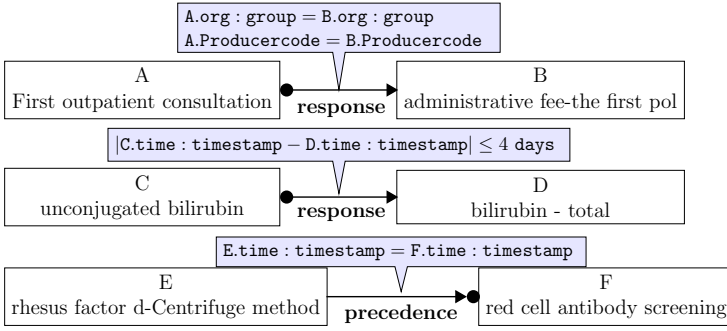 A.org : group = B.org : group
A.Producercode = B.Producercode
A
First outpatient consultation
response
B
administrative fee-the first pol
|C.time : timestamp − D.time : timestamp| ≤ 4 days
C
unconjugated bilirubin
response
D
bilirubin - total
E.time : timestamp = F.time : timestamp
E
rhesus factor d-Centrifuge method
precedence
F
red cell antibody screening